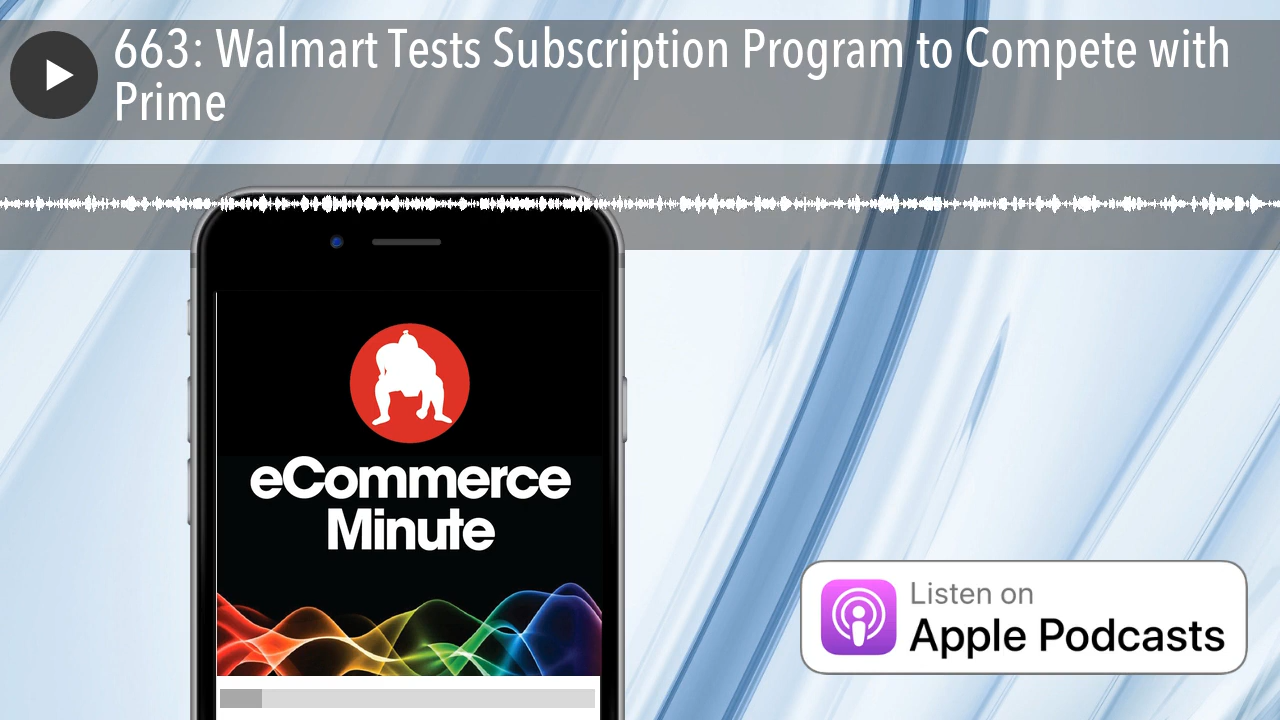 663: Walmart Tests Subscription Program to Compete with
Prime
eCommerce
Minute
Listen on
Apple Podcasts